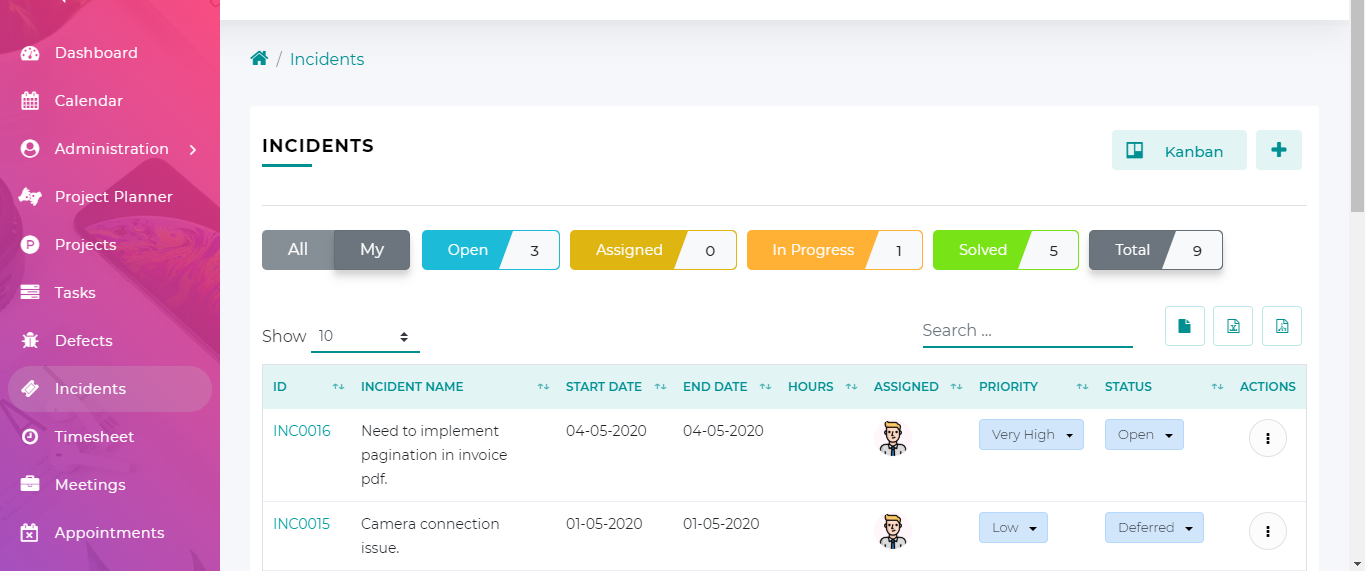 Dashboard
Calendar
Administration
Project Planner
Projects
Tasks
Defects
Incidents
Timesheet
Meetings
Appointments
/ Incidents
INCIDENTS
Kanban
All My Open 3 Assigned 0 In Progress 1 Solved 5 Total 9
Show 10
Search ...
ID INCIDENT NAME START DATE END DATE HOURS ASSIGNED PRIORITY STATUS ACTIONS
INC0016 Need to implement 04-05-2020 04-05-2020 Very High Open
pagination in invoice
pdf.
INC0015 Camera connection 01-05-2020 01-05-2020 Low Deferred
issue.